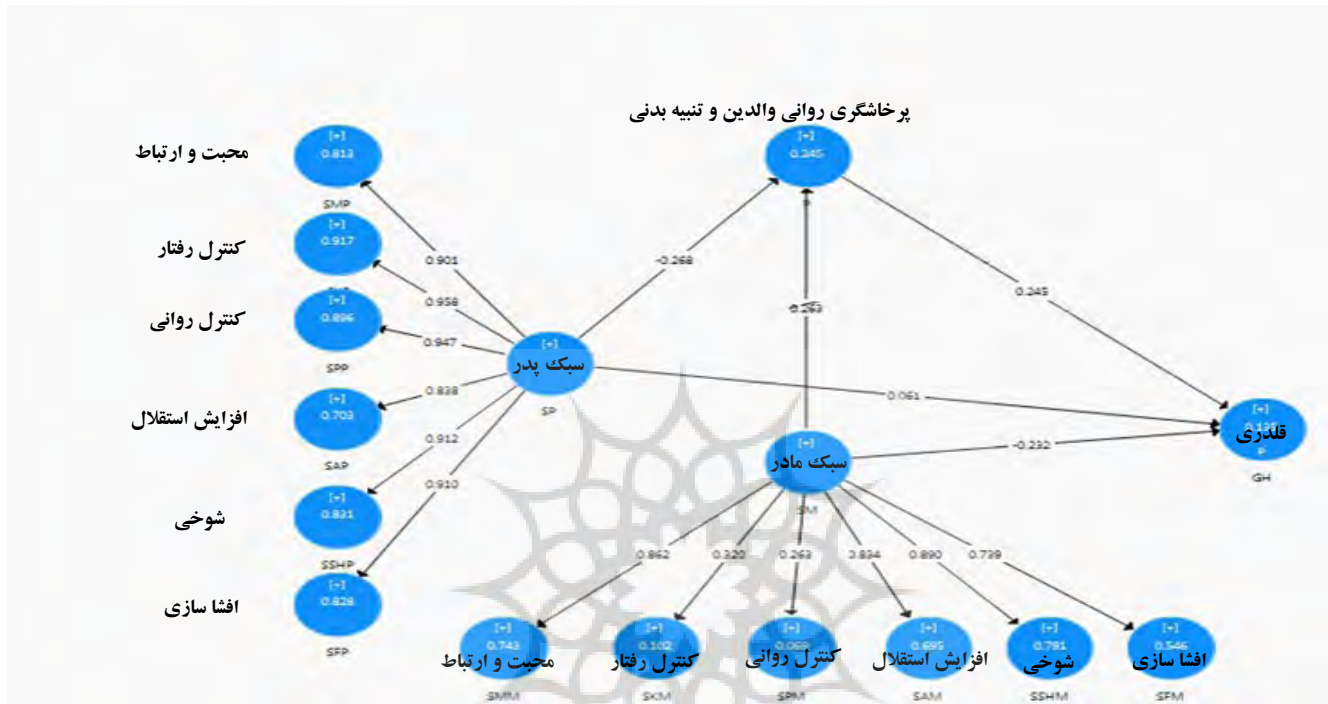 پرخاشگری روانی والدین و تنبیه بدنی
[+]
0.245
محبت و ارتباط
[+]
0.813
SMP
کنترل رفتار
[+]
0.917
کنترل روانی
[+]
0.896
SPP
افزایش استقلال
[+]
0.703
SAP
شوخی
[+]
0.831
SSHP
افشا سازی
[+]
0.828
SFP
0.901
0.958
0.947
0.838
0.912
0.910
[+]
سبک پدر
SP
-0.268
0.245
0.061
-0.232
[+]
سبک مادر
SM
[+]
قلدری
GH
0.862
0.320
0.263
0.834
0.890
0.739
[+]
0.743
محبت و ارتباط
SMM
[+]
0.102
کنترل رفتار
SKM
[+]
کنترل روانی
SPM
[+]
0.695
افزایش استقلال
SAM
[+]
0.791
شوخی
SSHM
[+]
0.546
افشا سازی
SFM